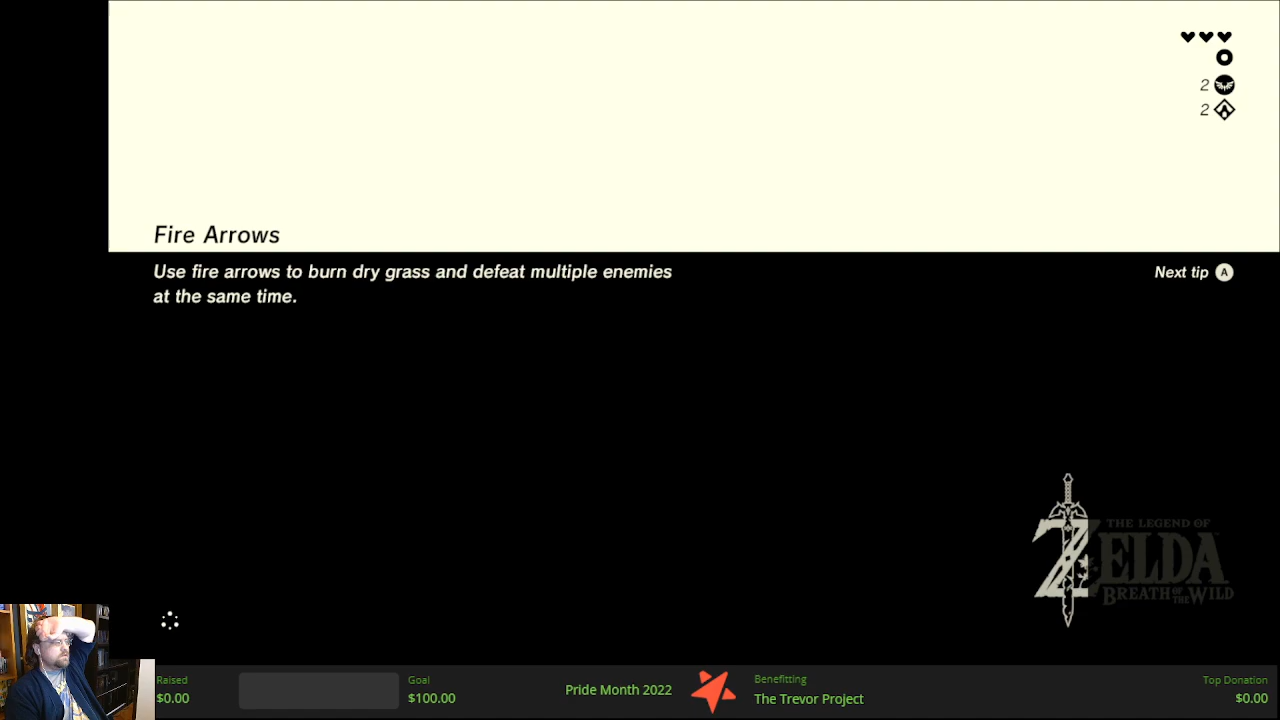 2
2
Fire Arrows
Use fire arrows to burn dry grass and defeat multiple enemies
at the same time.
Next tip A
THE LEGEND OF
ZELDA
BREATH OF THE WILD
Raised
$0.00
Goal
$100.00
Pride Month 2022
Benefitting
The Trevor Project
Top Donation
$0.00